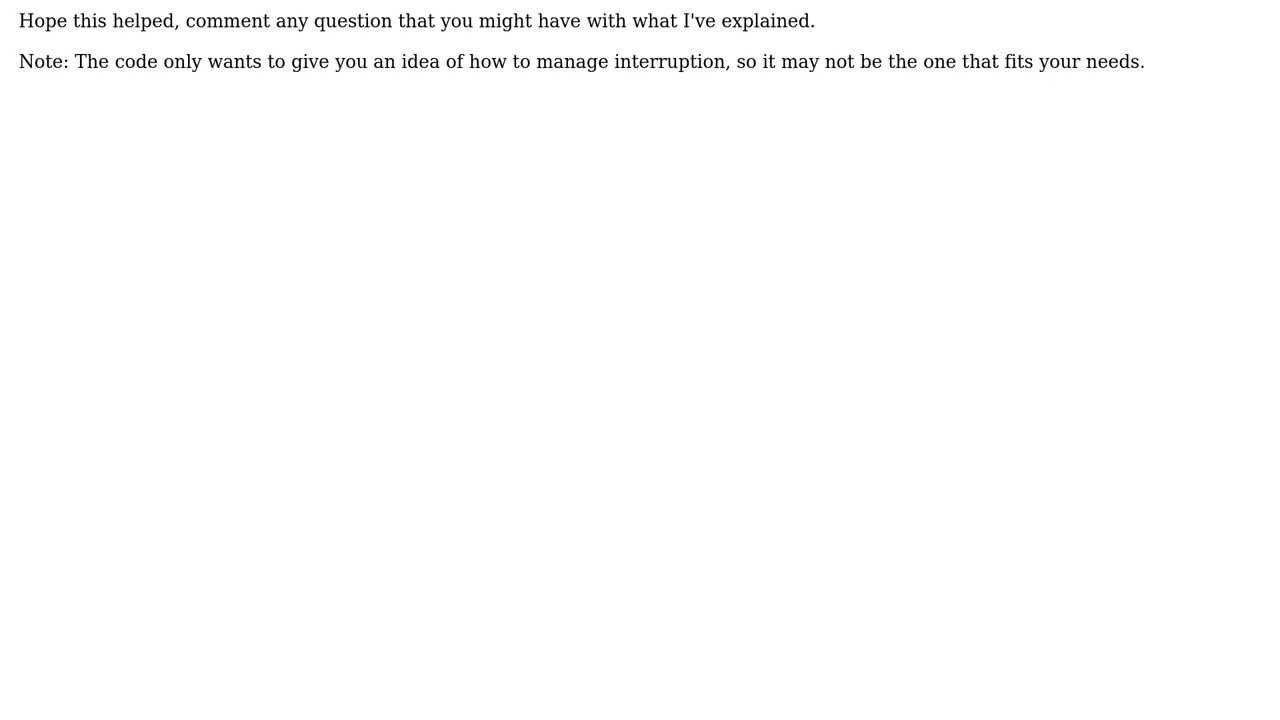 Hope this helped, comment any question that you might have with what I've explained.
Note: The code only wants to give you an idea of how to manage interruption, so it may not be the one that fits your needs.